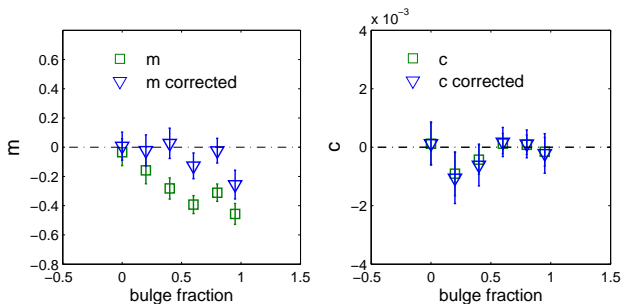 4 x 10⁻³
0.6
0.4
0.2
0
−0.2
−0.4
−0.6
−0.8
m
m
m corrected
−0.5 0 0.5 1 1.5
bulge fraction
2
0
−2
−4
c
c
c corrected
−0.5 0 0.5 1 1.5
bulge fraction